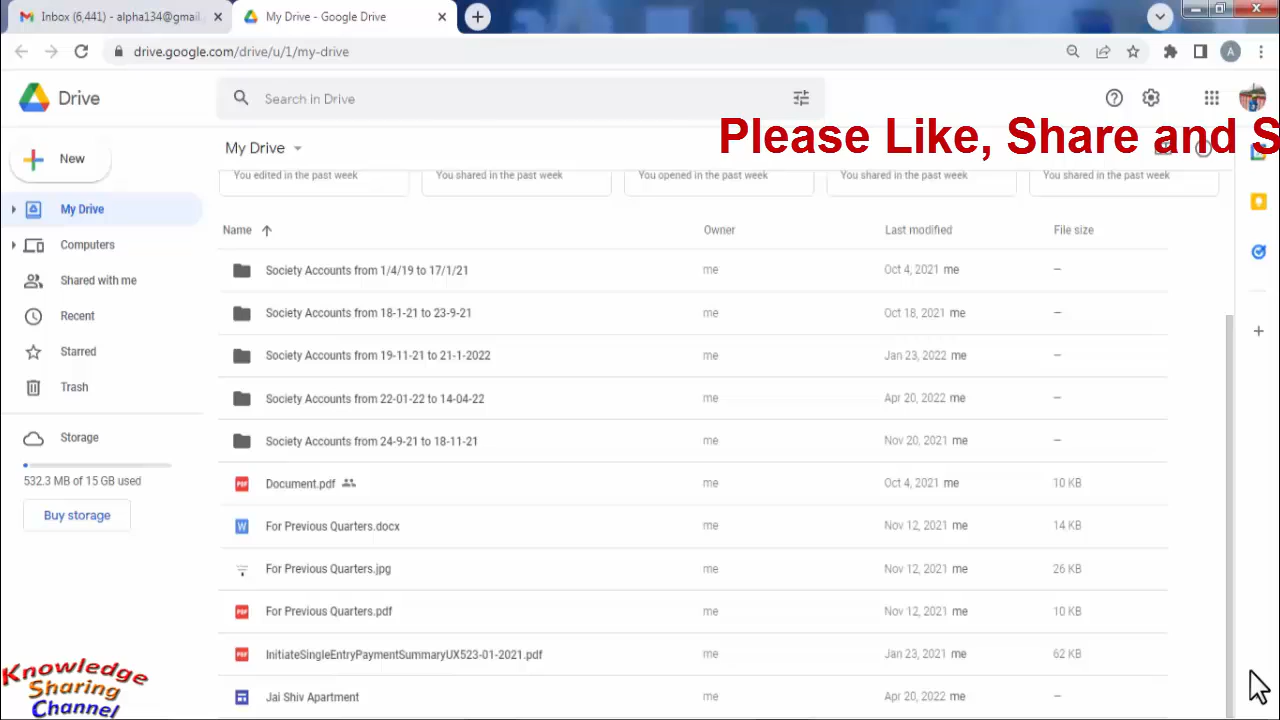 Inbox (6,441) - alpha134@gmail.
My Drive - Google Drive
drive.google.com/drive/u/1/my-drive
A
Drive
Search in Drive
Please Like, Share and S
New
My Drive
You edited in the past week
You shared in the past week
You opened in the past week
You shared in the past week
You shared in the past week
My Drive
Computers
Shared with me
Recent
Starred
Trash
Storage
532.3 MB of 15 GB used
Buy storage
Name Owner Last modified File size
Society Accounts from 1/4/19 to 17/1/21 me Oct 4, 2021 me –
Society Accounts from 18-1-21 to 23-9-21 me Oct 18, 2021 me –
Society Accounts from 19-11-21 to 21-1-2022 me Jan 23, 2022 me –
Society Accounts from 22-01-22 to 14-04-22 me Apr 20, 2022 me –
Society Accounts from 24-9-21 to 18-11-21 me Nov 20, 2021 me –
PDF Document.pdf me Oct 4, 2021 me 10 KB
W For Previous Quarters.docx me Nov 12, 2021 me 14 KB
For Previous Quarters.jpg me Nov 12, 2021 me 26 KB
PDF For Previous Quarters.pdf me Nov 12, 2021 me 10 KB
PDF InitiateSingleEntryPaymentSummaryUX523-01-2021.pdf me Jan 23, 2021 me 62 KB
Jai Shiv Apartment me Apr 20, 2022 me –
Knowledge
Sharing
Channel